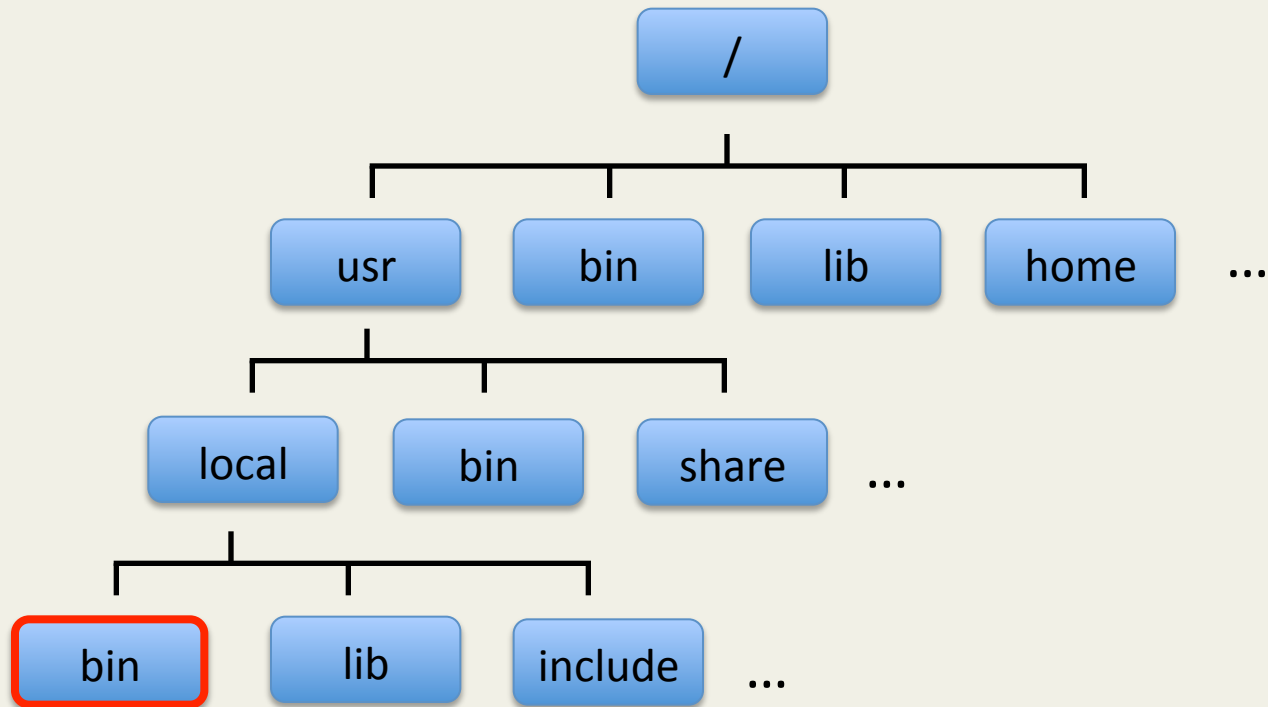 /
usr bin lib home ...
local bin share ...
bin lib include ...